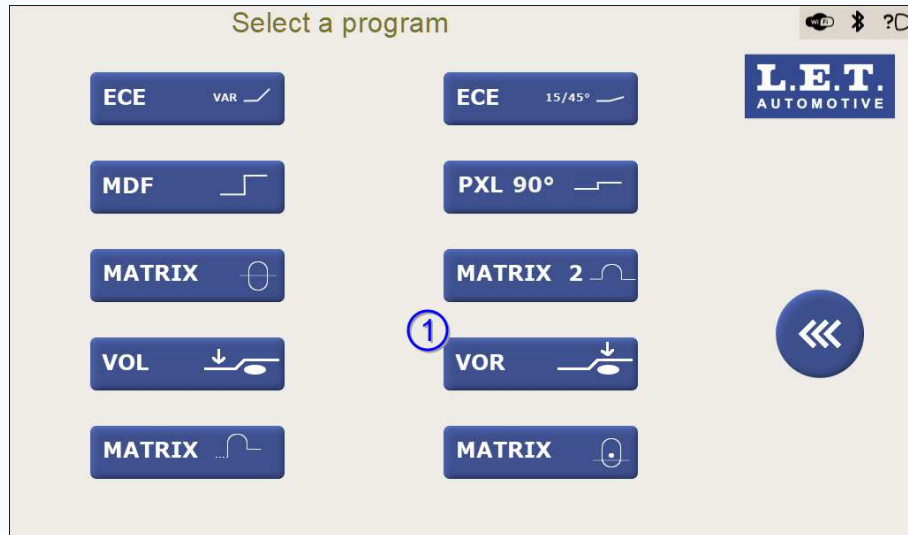 Select a program
WiFi ?
L.E.T.
AUTOMOTIVE
ECE VAR
ECE 15/45°
MDF
PXL 90°
MATRIX
MATRIX 2
1
VOL
VOR
MATRIX
MATRIX